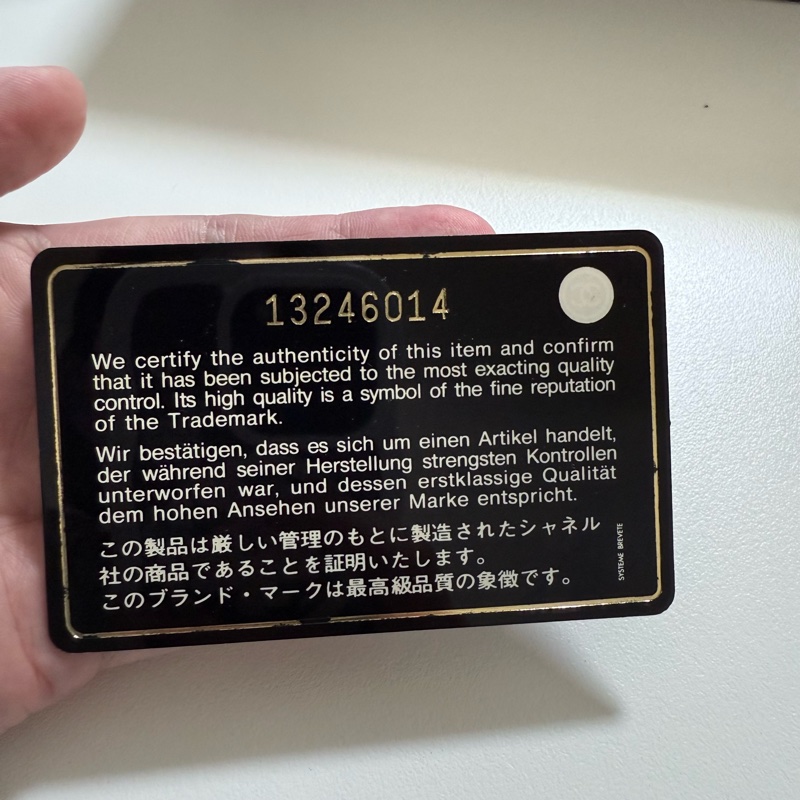 13246014
We certify the authenticity of this item and confirm
that it has been subjected to the most exacting quality
control. Its high quality is a symbol of the fine reputation
of the Trademark.
Wir bestätigen, dass es sich um einen Artikel handelt,
der während seiner Herstellung strengsten Kontrollen
unterworfen war, und dessen erstklassige Qualität
dem hohen Ansehen unserer Marke entspricht.
この製品は厳しい管理のもとに製造されたシャネル
社の商品であることを証明いたします。
このブランド・マークは最高級品質の象徴です。
SYSTEME BREVETE